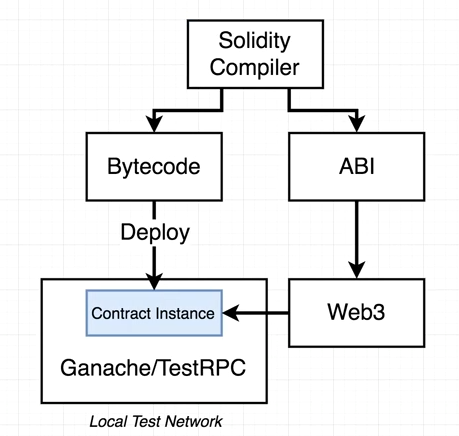 Solidity
Compiler
Bytecode
ABI
Deploy
Contract Instance
Web3
Ganache/TestRPC
Local Test Network